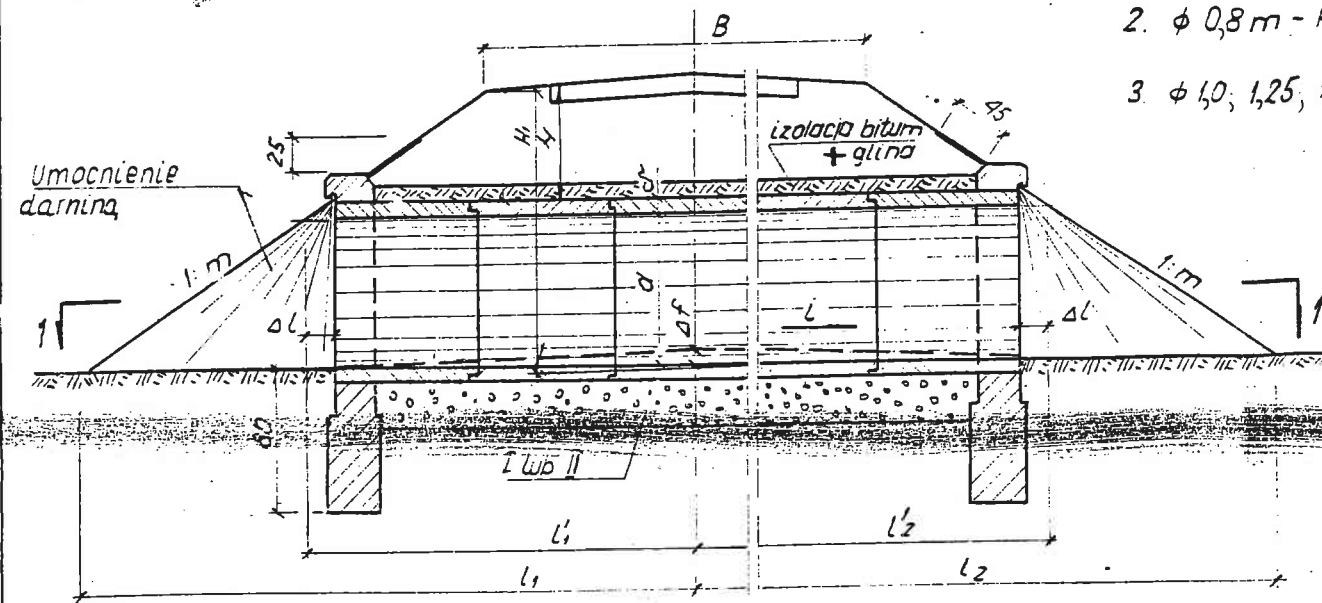 B
2. ϕ 0,8 m -
3. ϕ 1,0; 1,25;
45
izolacja bitum
+ glina
H₁
H
25
δ
Umocnienie
darniną
1:m
1:m
d
Δf
i
1
Δl
Δl
1
I lub II
l'₁
l'₂
l₁
l₂